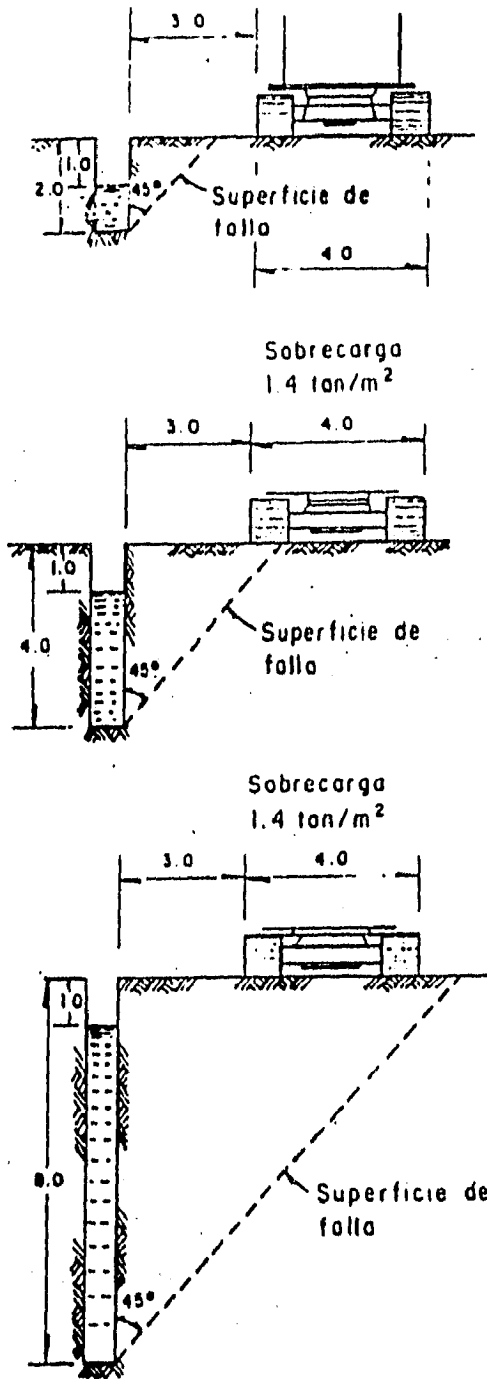 3 0
1.0
2.0
45°
Superficie de
falla
4.0
Sobrecarga
1.4 ton/m²
3.0
4.0
1.0
4.0
Superficie de
falla
45°
Sobrecarga
1.4 ton/m²
3.0
4.0
1.0
8.0
Superficie de
falla
45°